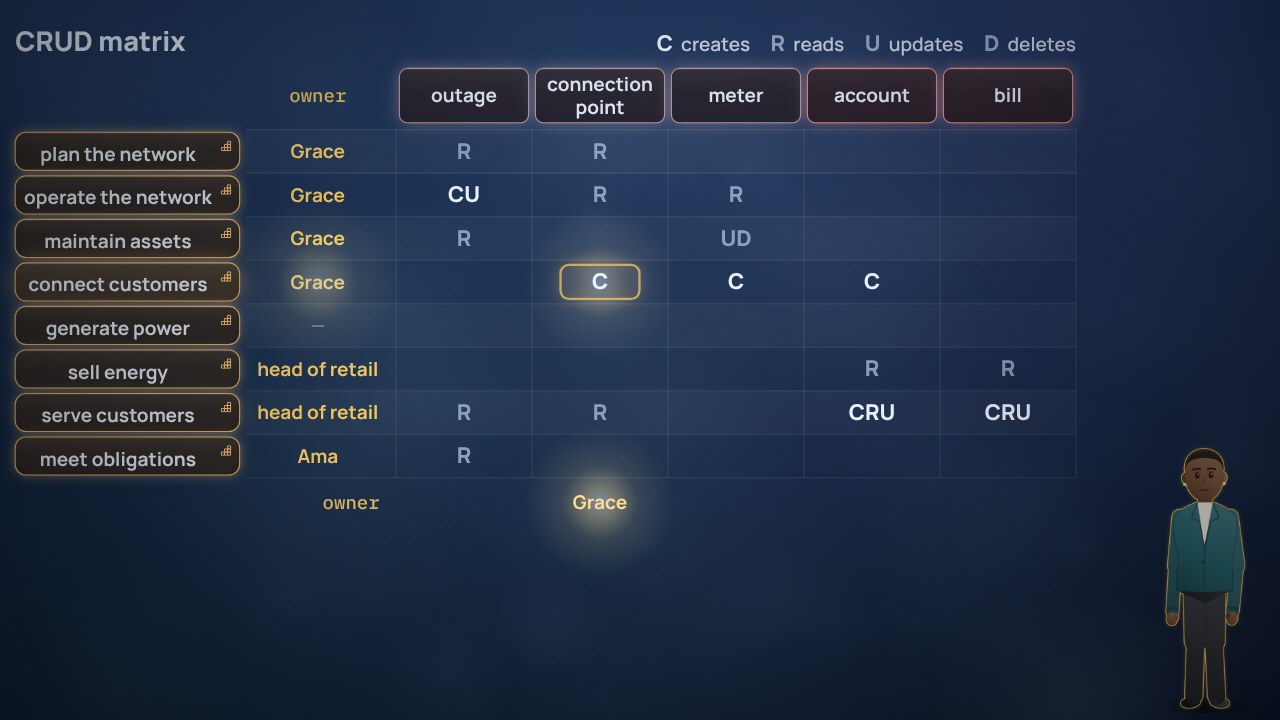 CRUD matrix
C creates R reads U updates D deletes
owner outage connection point meter account bill
plan the network Grace R R
operate the network Grace CU R R
maintain assets Grace R UD
connect customers Grace C C C
generate power –
sell energy head of retail R R
serve customers head of retail R R CRU CRU
meet obligations Ama R
owner Grace